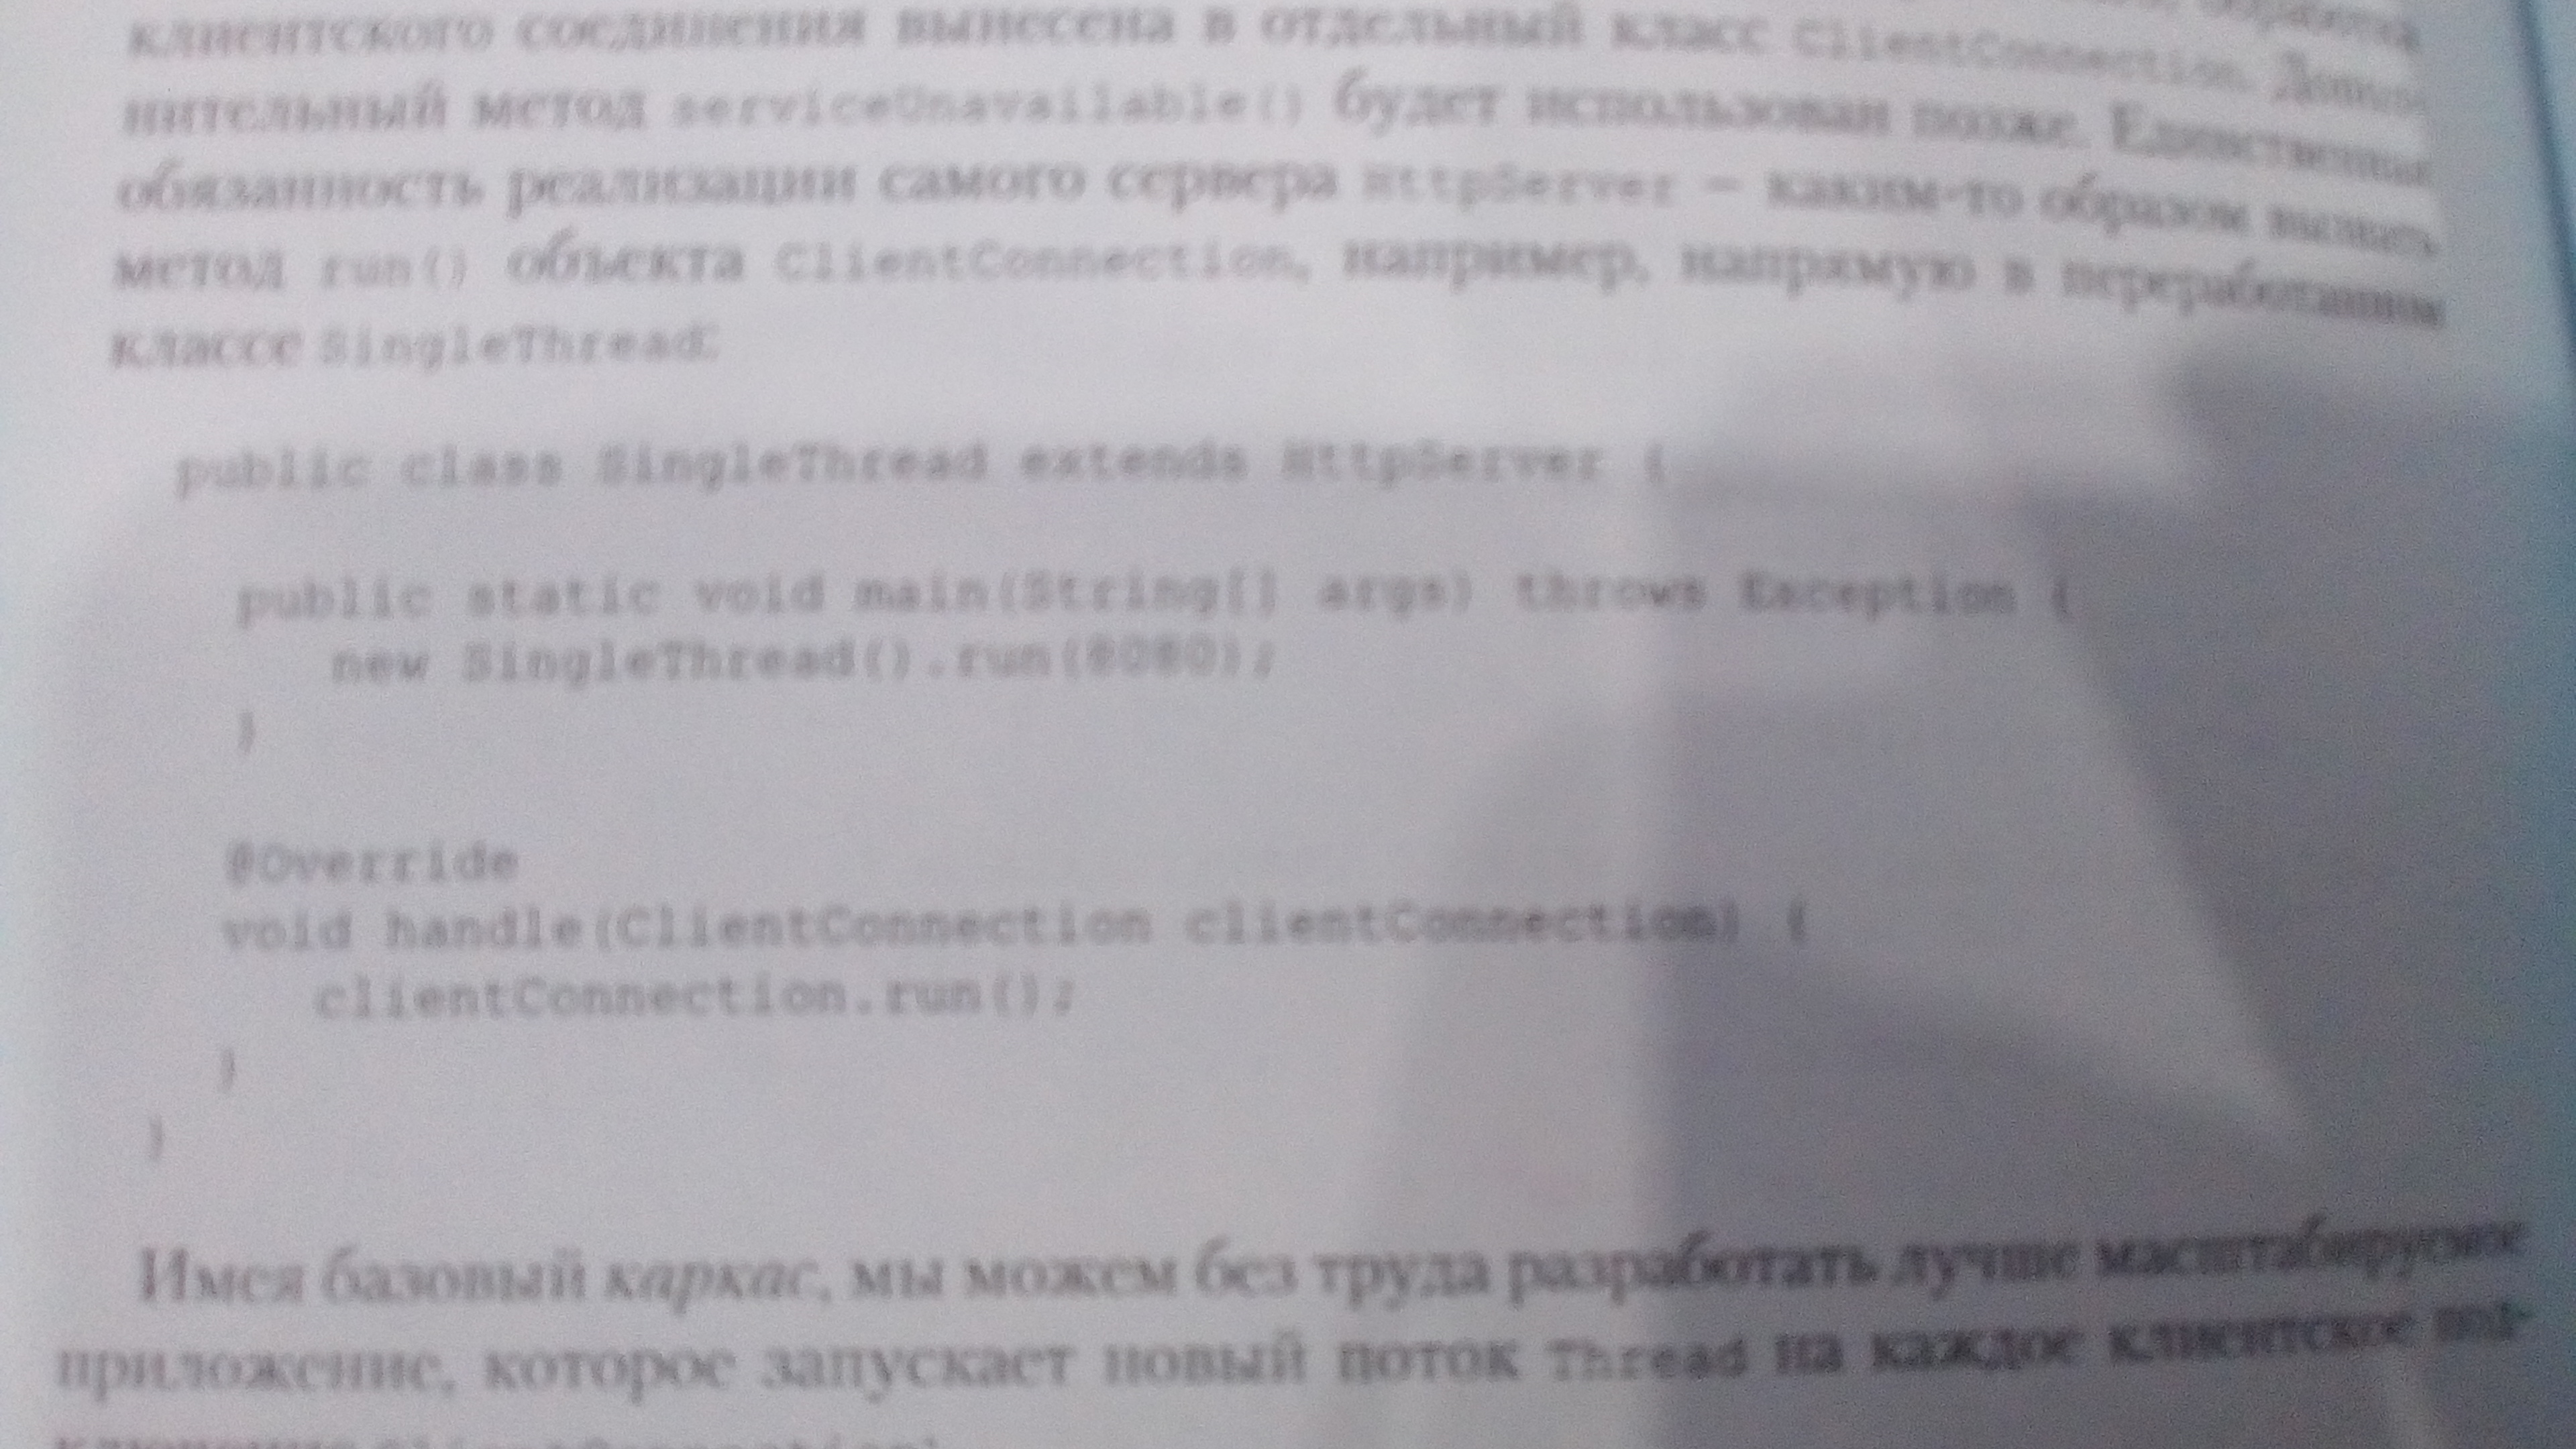 клиентского соединения вынесена в отдельный класс ClientConnection. Допол-
нительный метод serviceUnavailable() будет использован позже. Единственная
обязанность реализации самого сервера HttpServer — каким-то образом вызвать
метод run() объекта ClientConnection, например, напрямую в переработанном
классе SingleThread:
public class SingleThread extends HttpServer {
public static void main(String[] args) throws Exception {
new SingleThread().run(8080);
}
@Override
void handle(ClientConnection clientConnection) {
clientConnection.run();
}
}
Имея базовый каркас, мы можем без труда разработать лучше масштабируемое
приложение, которое запускает новый поток Thread на каждое клиентское под-